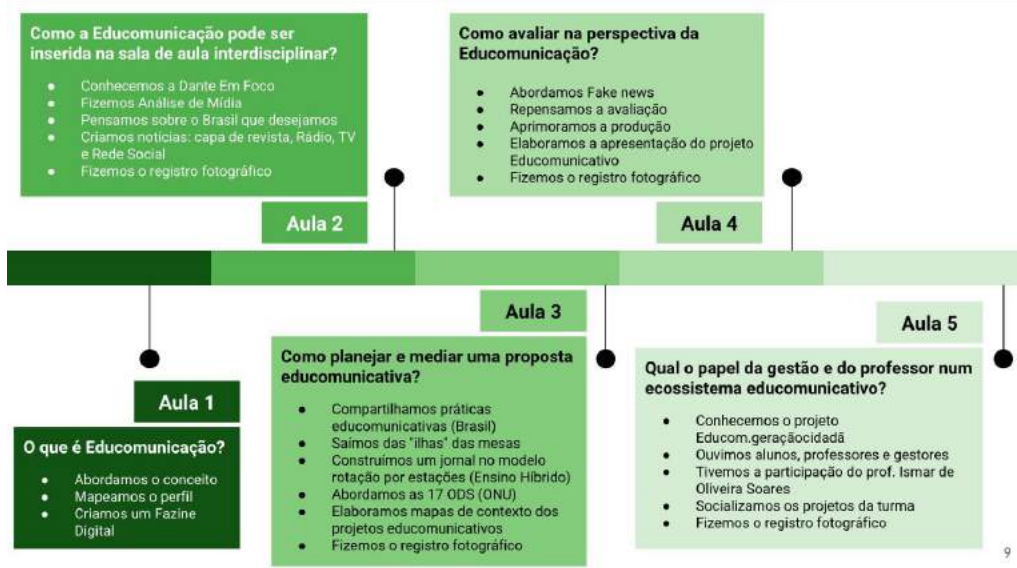 Como a Educomunicação pode ser
inserida na sala de aula interdisciplinar?
● Conhecemos a Dante Em Foco
● Fizemos Análise de Mídia
● Pensamos sobre o Brasil que desejamos
● Criamos notícias: capa de revista, Rádio, TV
e Rede Social
● Fizemos o registro fotográfico
Aula 2
Como avaliar na perspectiva da
Educomunicação?
● Abordamos Fake news
● Repensamos a avaliação
● Aprimoramos a produção
● Elaboramos a apresentação do projeto
Educomunicativo
● Fizemos o registro fotográfico
Aula 4
Aula 1
O que é Educomunicação?
● Abordamos o conceito
● Mapeamos o perfil
● Criamos um Fazine
Digital
Aula 3
Como planejar e mediar uma proposta
educomunicativa?
● Compartilhamos práticas
educomunicativas (Brasil)
● Saímos das "ilhas" das mesas
● Construímos um jornal no modelo
rotação por estações (Ensino Híbrido)
● Abordamos as 17 ODS (ONU)
● Elaboramos mapas de contexto dos
projetos educomunicativos
● Fizemos o registro fotográfico
Aula 5
Qual o papel da gestão e do professor num
ecossistema educomunicativo?
● Conhecemos o projeto
Educom.geraçãocidadã
● Ouvimos alunos, professores e gestores
● Tivemos a participação do prof. Ismar de
Oliveira Soares
● Socializamos os projetos da turma
● Fizemos o registro fotográfico
9